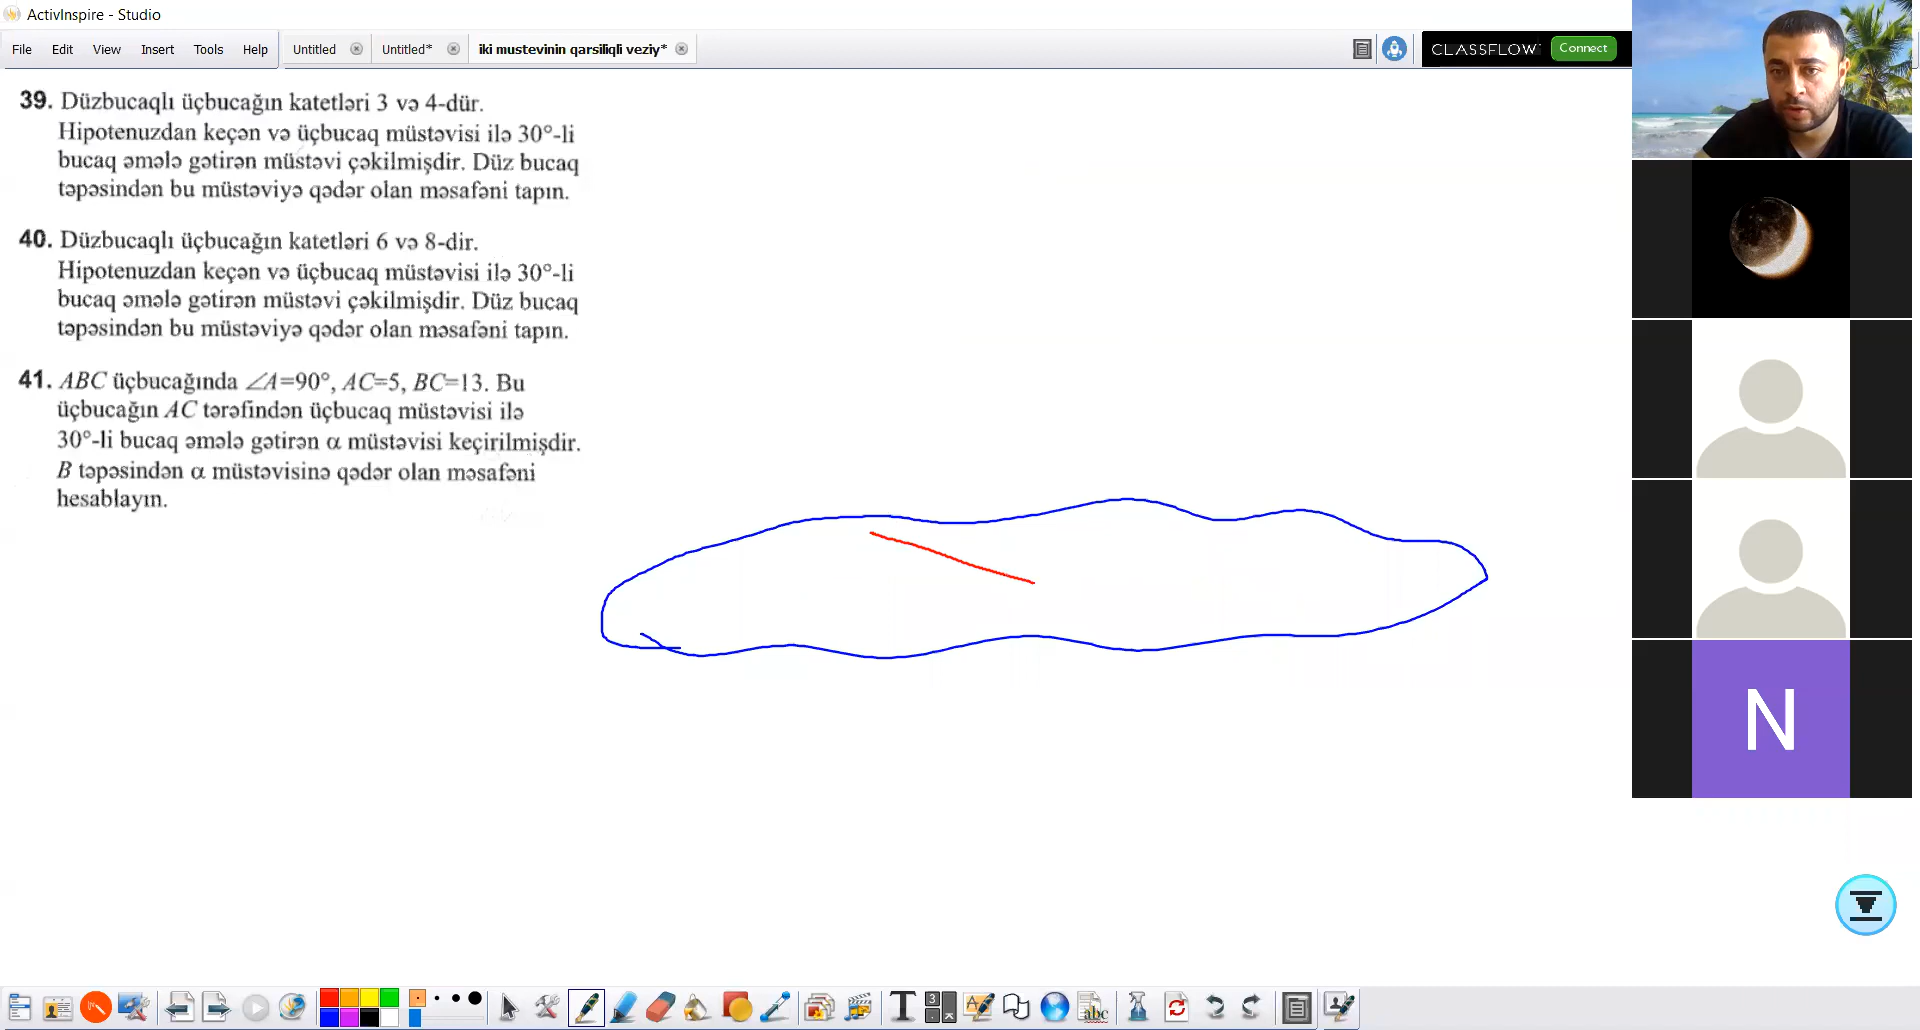 ActivInspire - Studio
File Edit View Insert Tools Help
Untitled
Untitled*
iki mustevinin qarsiliqli veziy*
CLASSFLOW
Connect
39. Düzbucaqlı üçbucağın katetləri 3 və 4-dür.
Hipotenuzdan keçən və üçbucaq müstəvisi ilə 30°-li
bucaq əmələ gətirən müstəvi çəkilmişdir. Düz bucaq
təpəsindən bu müstəviyə qədər olan məsafəni tapın.
40. Düzbucaqlı üçbucağın katetləri 6 və 8-dir.
Hipotenuzdan keçən və üçbucaq müstəvisi ilə 30°-li
bucaq əmələ gətirən müstəvi çəkilmişdir. Düz bucaq
təpəsindən bu müstəviyə qədər olan məsafəni tapın.
41. ABC üçbucağında ∠A=90°, AC=5, BC=13. Bu
üçbucağın AC tərəfindən üçbucaq müstəvisi ilə
30°-li bucaq əmələ gətirən α müstəvisi keçirilmişdir.
B təpəsindən α müstəvisinə qədər olan məsafəni
hesablayın.
N
T
3
abc